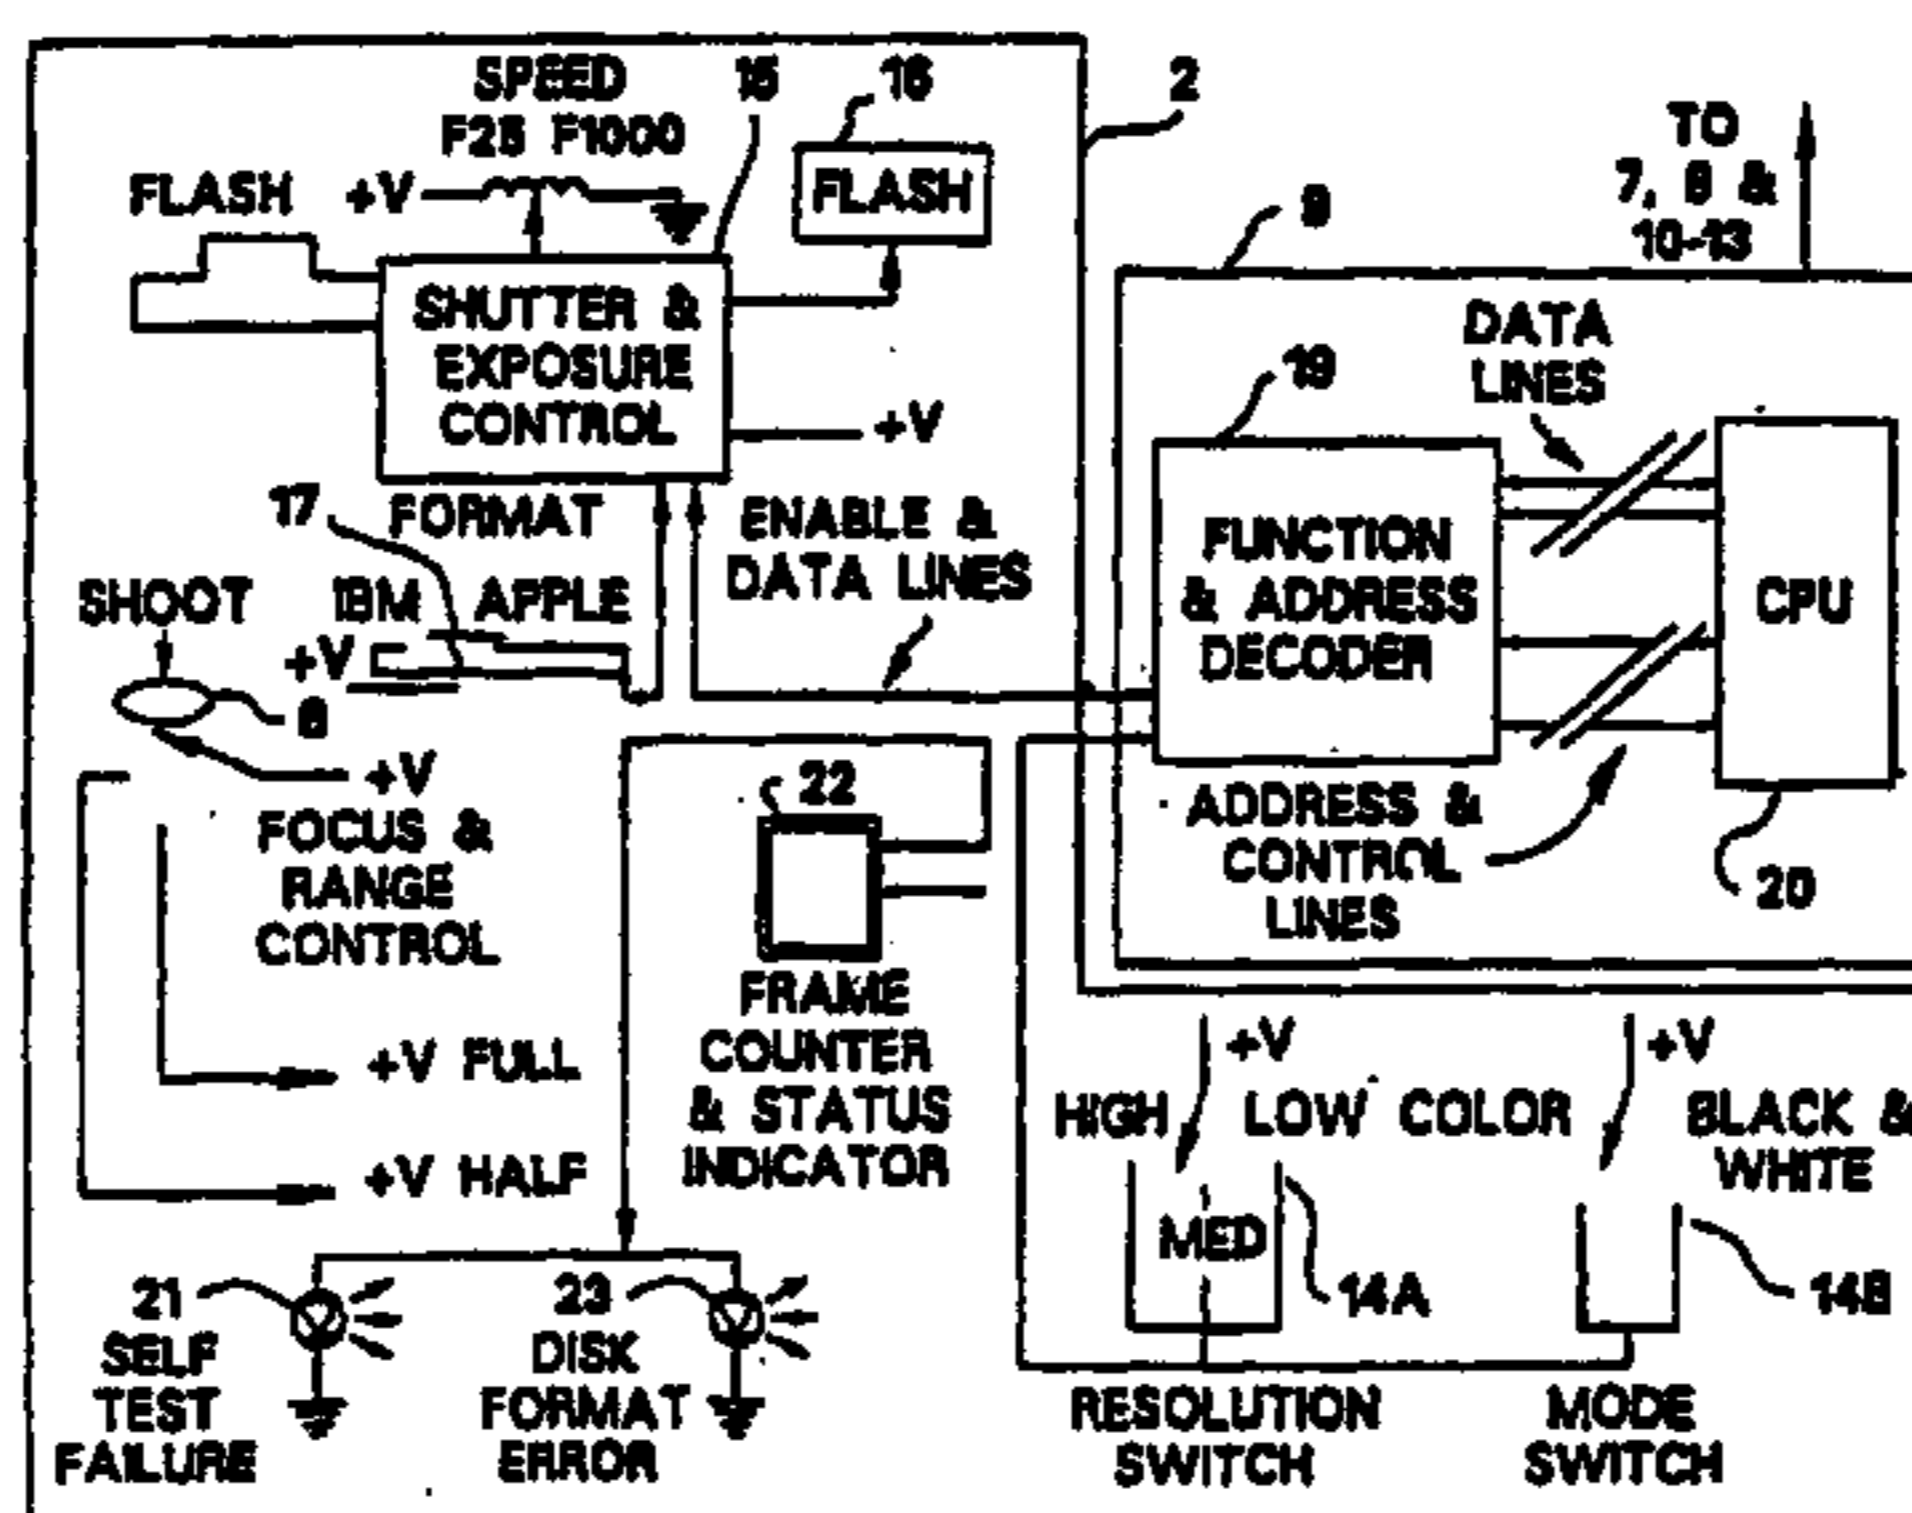 SPEED
F25 F1000
15
16
2
FLASH
+V
FLASH
SHUTTER &
EXPOSURE
CONTROL
+V
17
FORMAT
IBM APPLE
ENABLE &
DATA LINES
SHOOT
+V
6
+V
FOCUS &
RANGE
CONTROL
+V FULL
+V HALF
22
FRAME
COUNTER
& STATUS
INDICATOR
21
SELF
TEST
FAILURE
23
DISK
FORMAT
ERROR
TO
7, 8 &
10-13
9
DATA
LINES
19
FUNCTION
& ADDRESS
DECODER
CPU
ADDRESS &
CONTROL
LINES
20
+V
HIGH LOW
MED
14A
RESOLUTION
SWITCH
+V
COLOR BLACK &
WHITE
14B
MODE
SWITCH